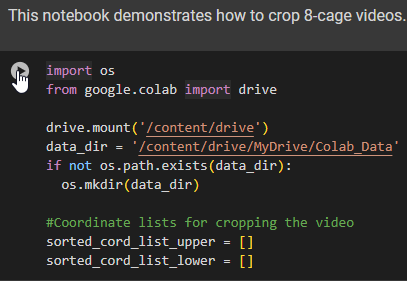 This notebook demonstrates how to crop 8-cage videos.
import os
from google.colab import drive
drive.mount('/content/drive')
data_dir = '/content/drive/MyDrive/Colab_Data'
if not os.path.exists(data_dir):
  os.mkdir(data_dir)
#Coordinate lists for cropping the video
sorted_cord_list_upper = []
sorted_cord_list_lower = []